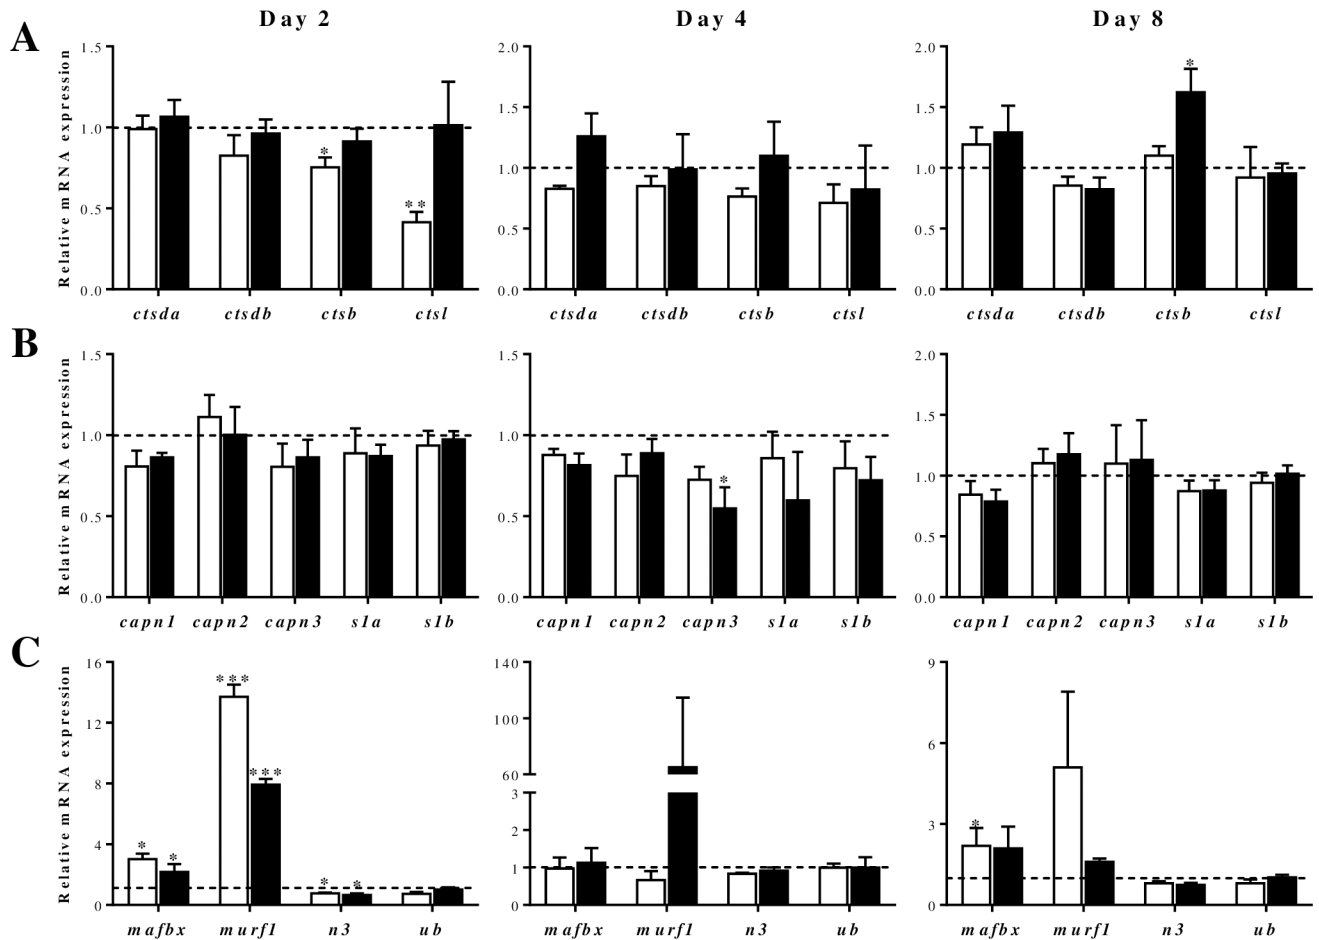 Day 2
Day 4
Day 8
A
Relative mRNA expression
1.5
1.0
0.5
0.0
*
**
ctsda ctsdb ctsb ctsl
2.0
1.5
1.0
0.5
0.0
ctsda ctsdb ctsb ctsl
2.0
1.5
1.0
0.5
0.0
*
ctsda ctsdb ctsb ctsl
B
Relative mRNA expression
1.5
1.0
0.5
0.0
capn1 capn2 capn3 s1a s1b
1.5
1.0
0.5
0.0
*
capn1 capn2 capn3 s1a s1b
2.0
1.5
1.0
0.5
0.0
capn1 capn2 capn3 s1a s1b
C
Relative mRNA expression
16
12
8
4
0
***
***
* *
* *
mafbx murf1 n3 ub
140
100
60
3
2
1
0
mafbx murf1 n3 ub
9
6
3
0
*
mafbx murf1 n3 ub